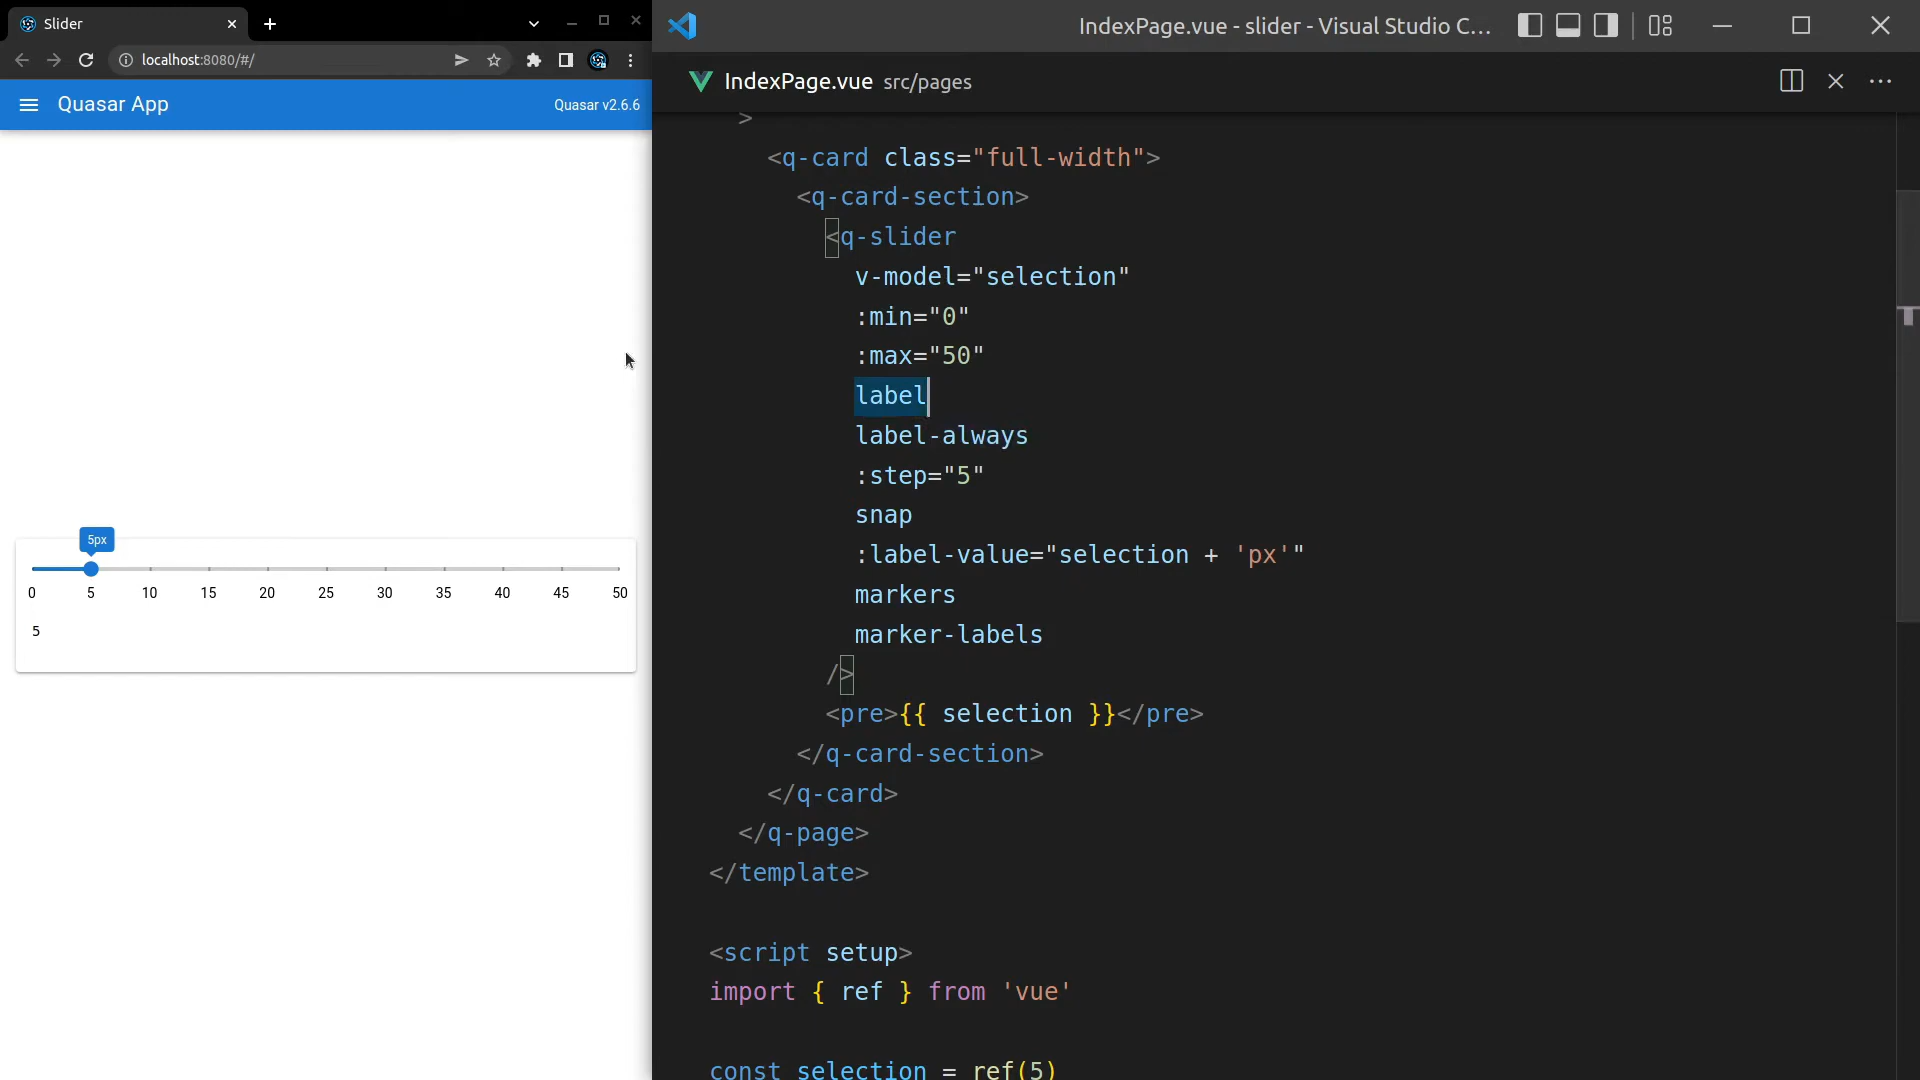 Slider
localhost:8080/#/
Quasar App
Quasar v2.6.6
5px
0 5 10 15 20 25 30 35 40 45 50
5
IndexPage.vue - slider - Visual Studio C...
IndexPage.vue src/pages
>
<q-card class="full-width">
<q-card-section>
<q-slider
v-model="selection"
:min="0"
:max="50"
label
label-always
:step="5"
snap
:label-value="selection + 'px'"
markers
marker-labels
/>
<pre>{{ selection }}</pre>
</q-card-section>
</q-card>
</q-page>
</template>
<script setup>
import { ref } from 'vue'
const selection = ref(5)